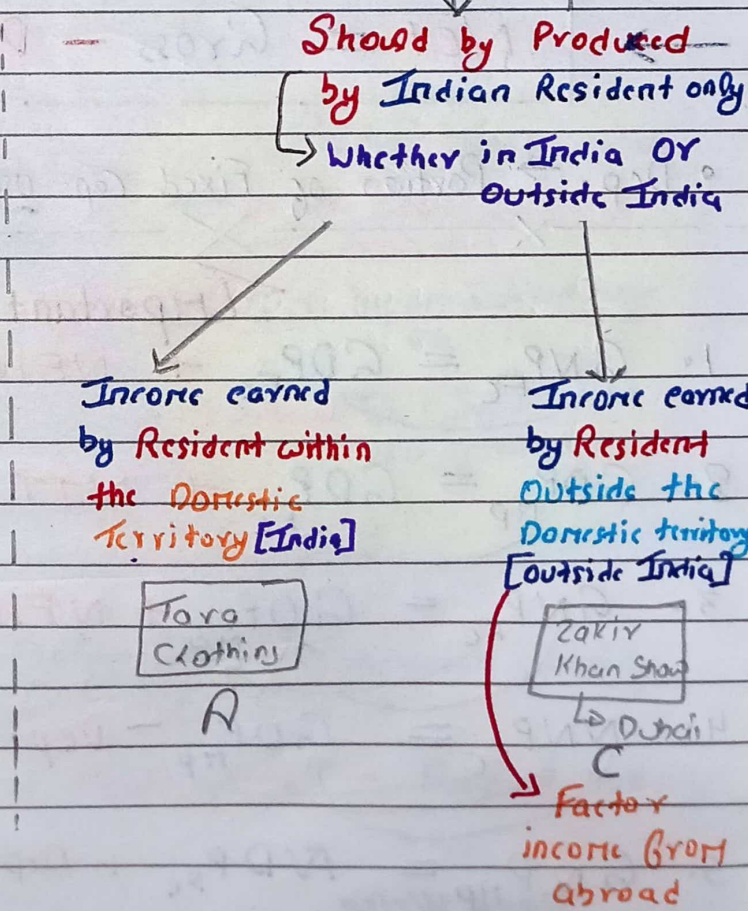 Should by Produced
by Indian Resident only
Whether in India Or
Outside India
Income earned
by Resident within
the Domestic
Territory [India]
Tara
Clothing
A
Income earned
by Resident
Outside the
Domestic territory
[outside India]
Zakir
Khan Show
Dubai
C
Factor
income from
abroad